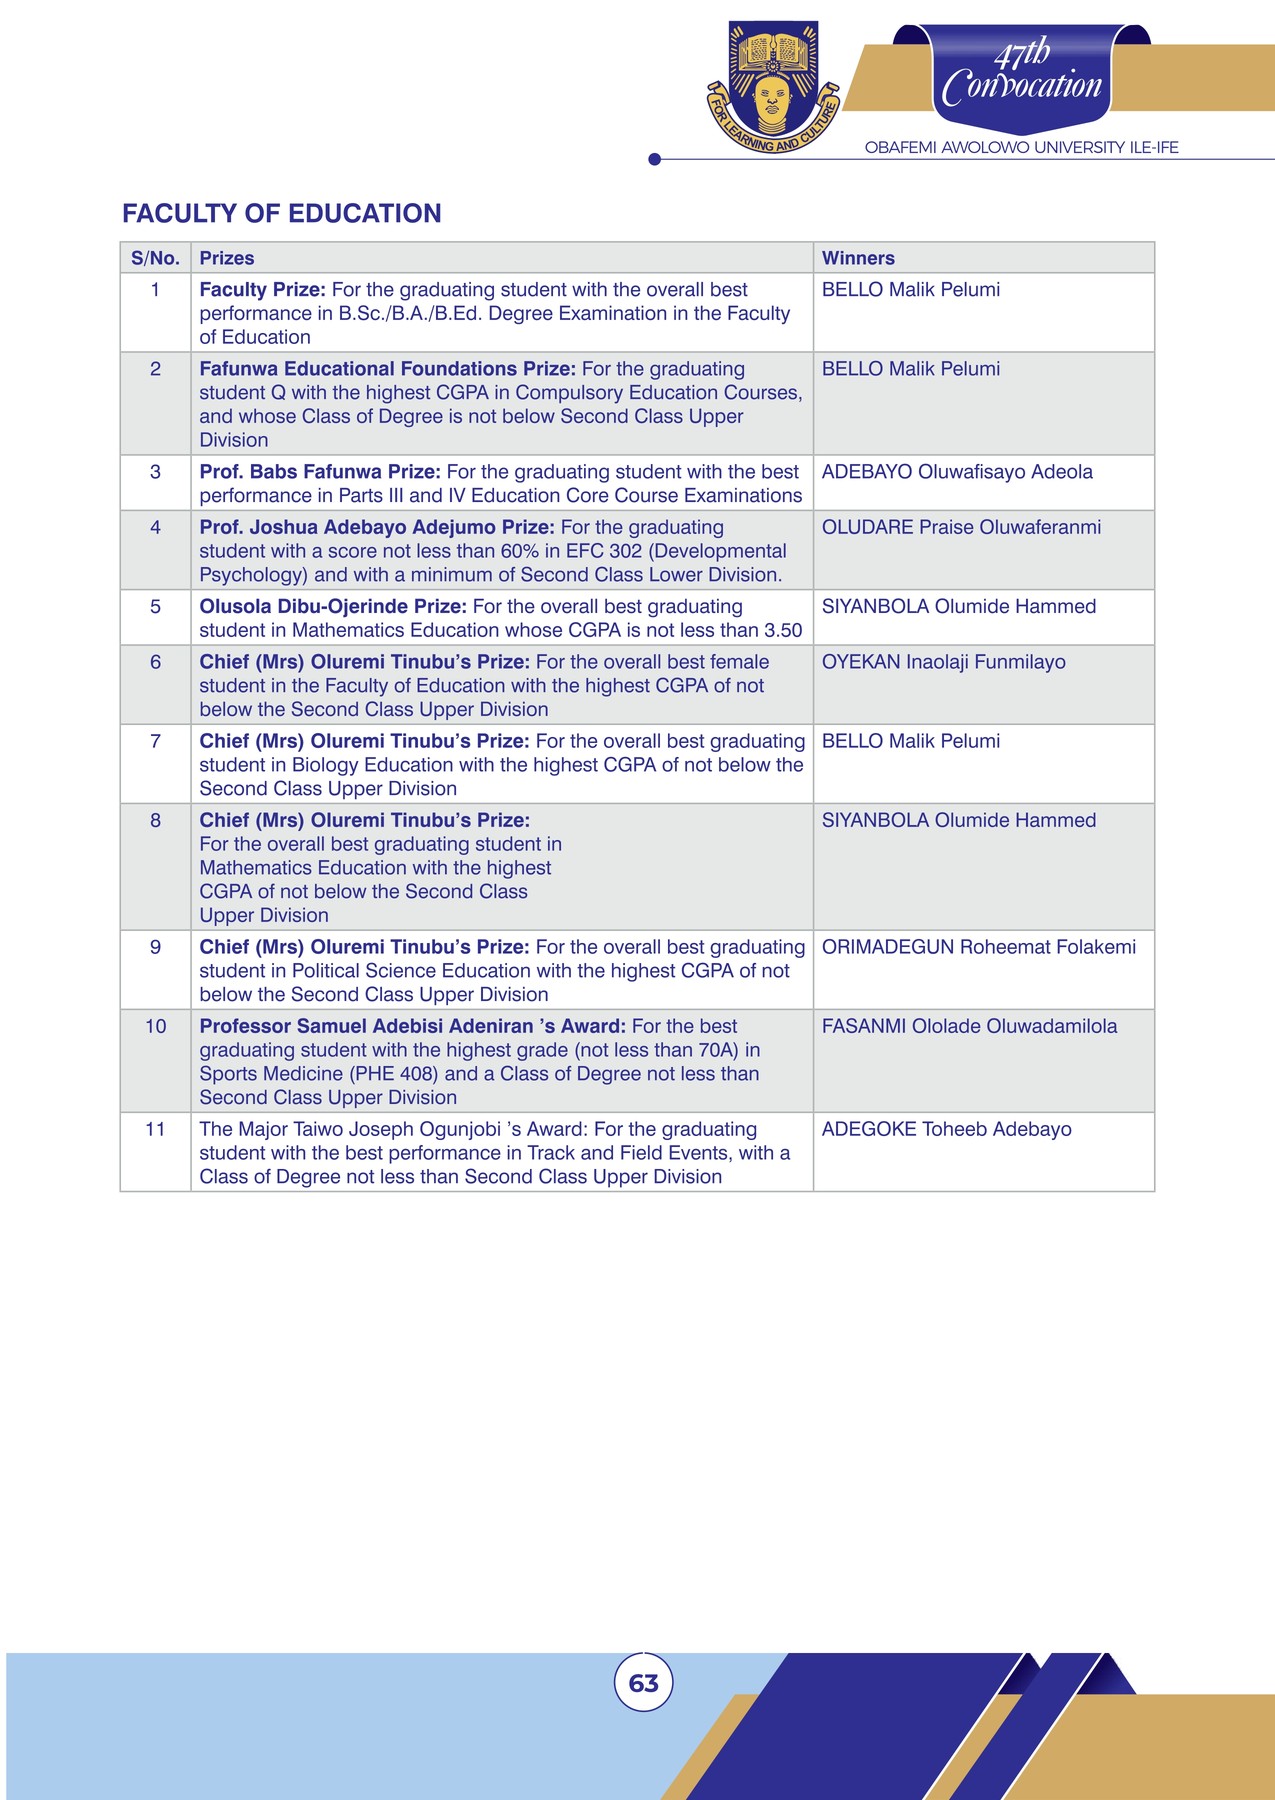 FOR LEARNING AND CULTURE
47th
Convocation
OBAFEMI AWOLOWO UNIVERSITY ILE-IFE
FACULTY OF EDUCATION
S/No. Prizes Winners
1 Faculty Prize: For the graduating student with the overall best BELLO Malik Pelumi
performance in B.Sc./B.A./B.Ed. Degree Examination in the Faculty
of Education
2 Fafunwa Educational Foundations Prize: For the graduating BELLO Malik Pelumi
student Q with the highest CGPA in Compulsory Education Courses,
and whose Class of Degree is not below Second Class Upper
Division
3 Prof. Babs Fafunwa Prize: For the graduating student with the best ADEBAYO Oluwafisayo Adeola
performance in Parts III and IV Education Core Course Examinations
4 Prof. Joshua Adebayo Adejumo Prize: For the graduating OLUDARE Praise Oluwaferanmi
student with a score not less than 60% in EFC 302 (Developmental
Psychology) and with a minimum of Second Class Lower Division.
5 Olusola Dibu-Ojerinde Prize: For the overall best graduating SIYANBOLA Olumide Hammed
student in Mathematics Education whose CGPA is not less than 3.50
6 Chief (Mrs) Oluremi Tinubu’s Prize: For the overall best female OYEKAN Inaolaji Funmilayo
student in the Faculty of Education with the highest CGPA of not
below the Second Class Upper Division
7 Chief (Mrs) Oluremi Tinubu’s Prize: For the overall best graduating BELLO Malik Pelumi
student in Biology Education with the highest CGPA of not below the
Second Class Upper Division
8 Chief (Mrs) Oluremi Tinubu’s Prize: SIYANBOLA Olumide Hammed
For the overall best graduating student in
Mathematics Education with the highest
CGPA of not below the Second Class
Upper Division
9 Chief (Mrs) Oluremi Tinubu’s Prize: For the overall best graduating ORIMADEGUN Roheemat Folakemi
student in Political Science Education with the highest CGPA of not
below the Second Class Upper Division
10 Professor Samuel Adebisi Adeniran ’s Award: For the best FASANMI Ololade Oluwadamilola
graduating student with the highest grade (not less than 70A) in
Sports Medicine (PHE 408) and a Class of Degree not less than
Second Class Upper Division
11 The Major Taiwo Joseph Ogunjobi ’s Award: For the graduating ADEGOKE Toheeb Adebayo
student with the best performance in Track and Field Events, with a
Class of Degree not less than Second Class Upper Division
63